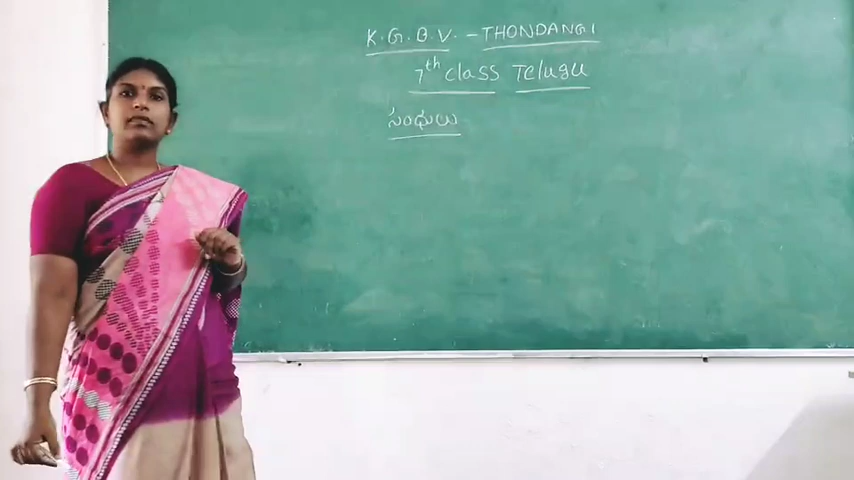 K.G.B.V. - THONDANGI
7th class Telugu
సంధులు